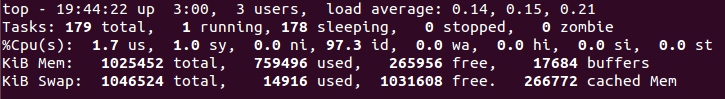 top - 19:44:22 up  3:00,  3 users,  load average: 0.14, 0.15, 0.21
Tasks: 179 total,   1 running, 178 sleeping,   0 stopped,   0 zombie
%Cpu(s):  1.7 us,  1.0 sy,  0.0 ni, 97.3 id,  0.0 wa,  0.0 hi,  0.0 si,  0.0 st
KiB Mem:   1025452 total,   759496 used,   265956 free,    17684 buffers
KiB Swap:  1046524 total,    14916 used,  1031608 free.   266772 cached Mem